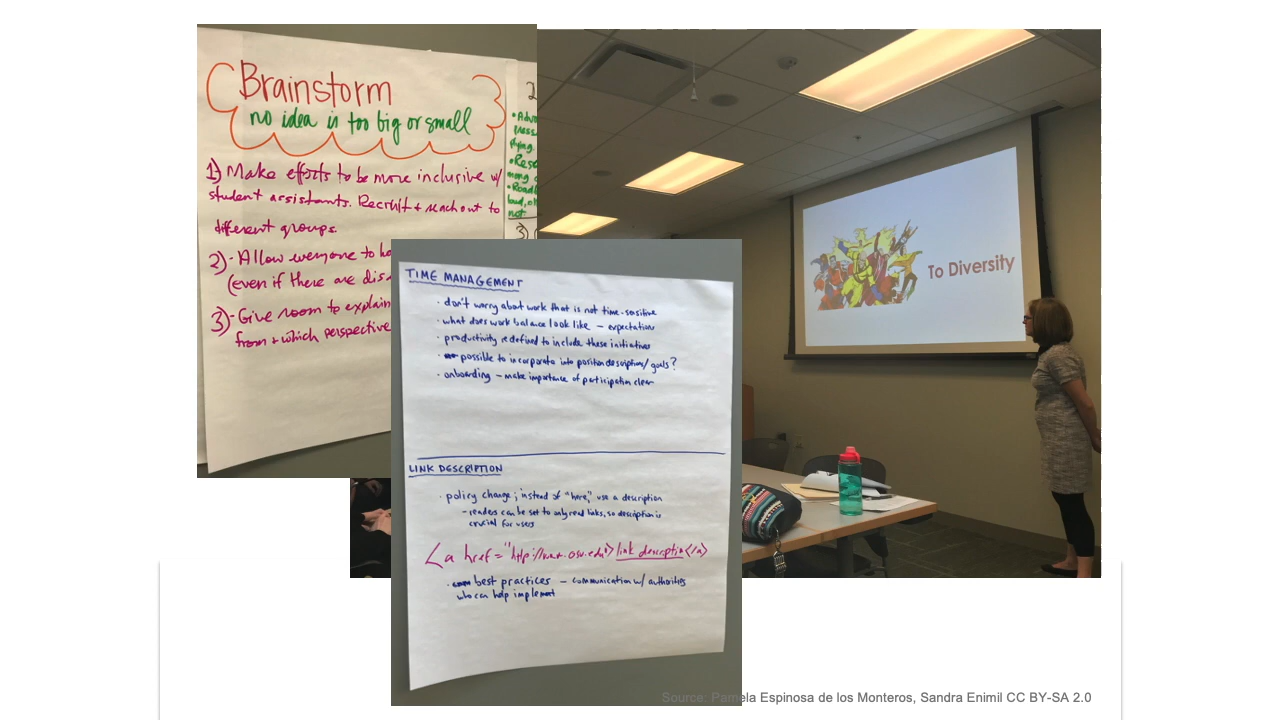 Brainstorm
no idea is too big or small
1) Make efforts to be more inclusive w/
student assistants. Recruit + reach out to
different groups.
2) - Allow everyone to
(even if there are
3) - Give room to explain
from + which perspective
2
not
3)
TIME MANAGEMENT
· don't worry about work that is not time-sensitive
· what does work balance look like – expectations
· productivity redefined to include these initiatives
· possible to incorporate into position description/goals?
· onboarding – make importance of participation clear
LINK DESCRIPTION
· policy change; instead of "here," use a description
– readers can be set to only read links, so description is
crucial for users
<a href="http://www.osu.edu">link description</a>
· best practices – communication w/ authorities
who can help implement
To Diversity
Source: Pamela Espinosa de los Monteros, Sandra Enimil CC BY-SA 2.0